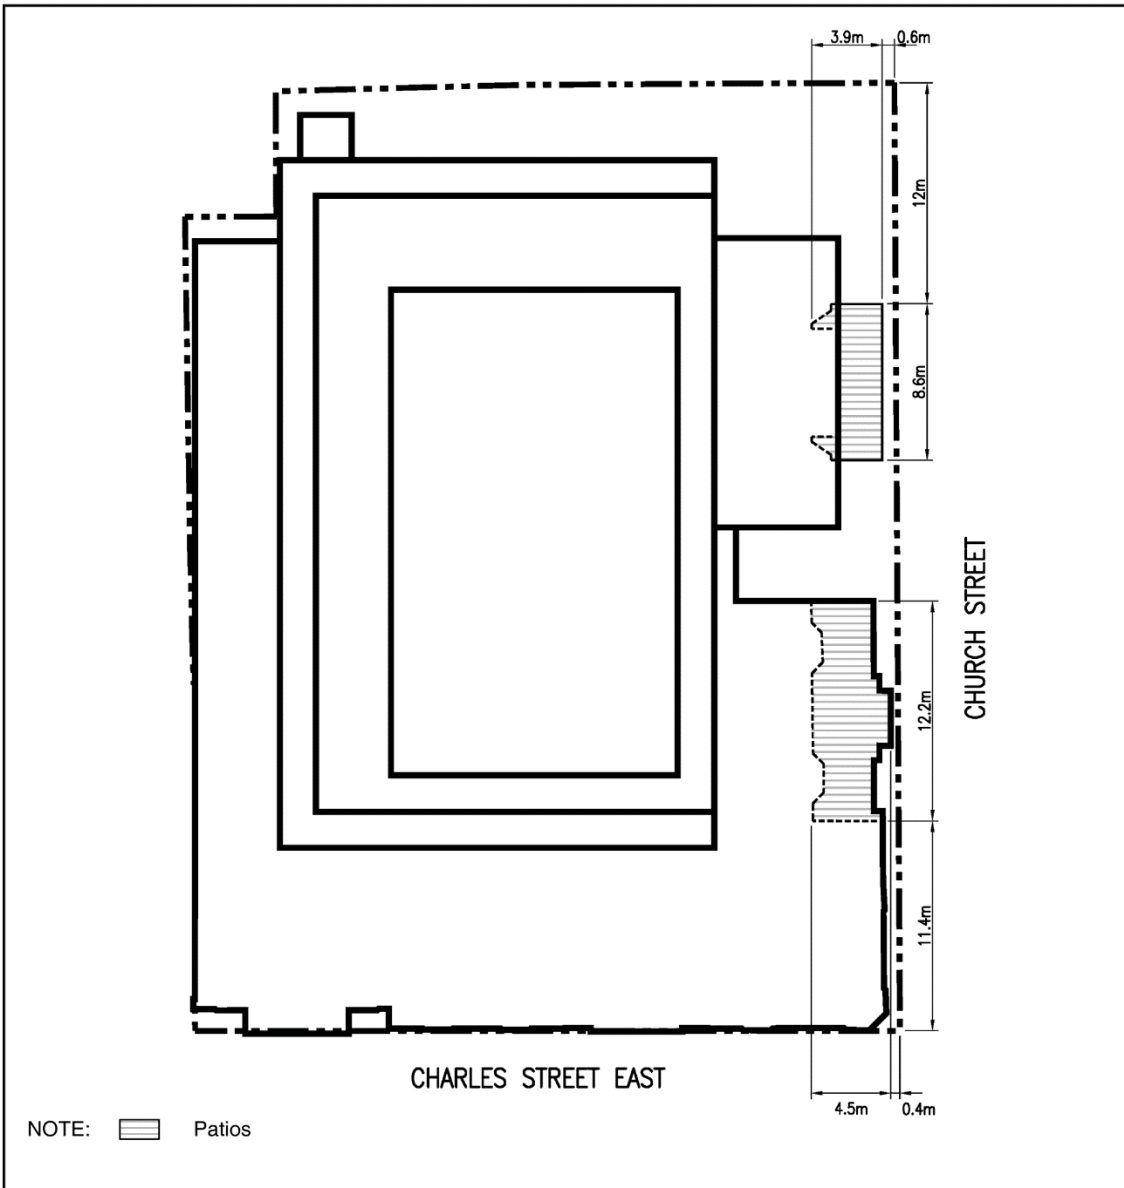 3.9m 0.6m
12m
8.6m
CHURCH STREET
12.2m
11.4m
CHARLES STREET EAST
4.5m 0.4m
NOTE: Patios